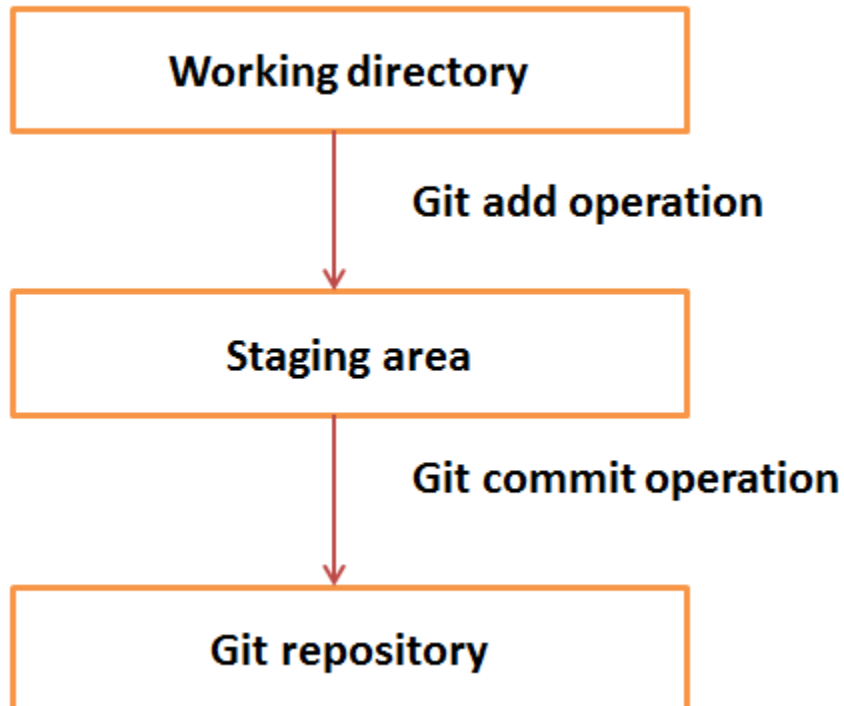 Working directory
Git add operation
Staging area
Git commit operation
Git repository